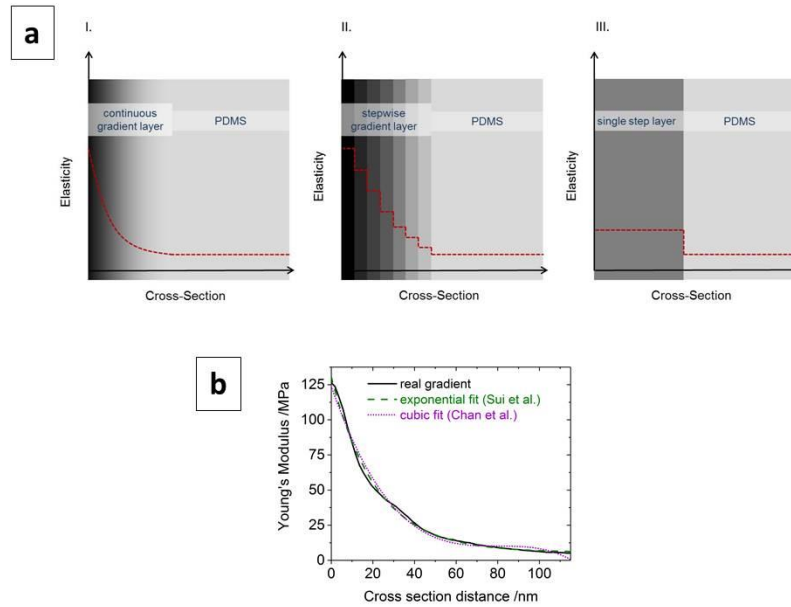 a
I.
II.
III.
continuous
gradient layer
PDMS
stepwise
gradient layer
PDMS
single step layer
PDMS
Elasticity
Elasticity
Elasticity
Cross-Section
Cross-Section
Cross-Section
b
125
100
75
50
25
0
real gradient
exponential fit (Sui et al.)
cubic fit (Chan et al.)
Young's Modulus /MPa
0 20 40 60 80 100
Cross section distance /nm